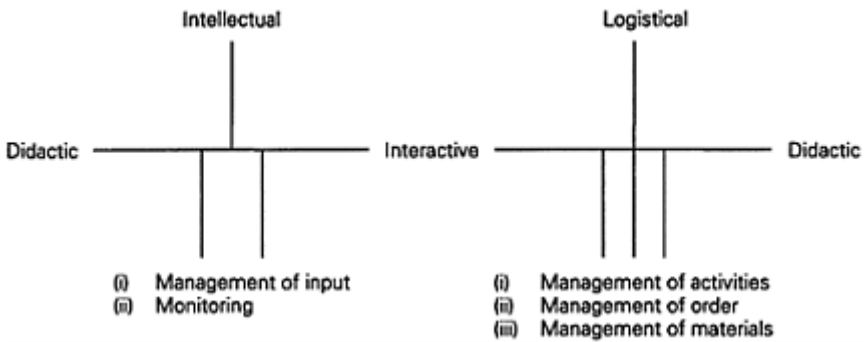 Intellectual Logistical
Didactic Interactive Didactic
(i) Management of input (i) Management of activities
(ii) Monitoring (ii) Management of order
(iii) Management of materials